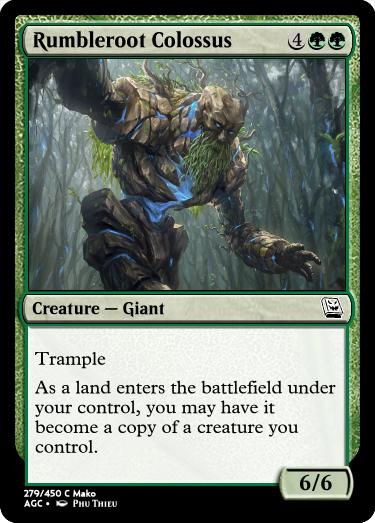 Rumbleroot Colossus 4
Creature — Giant
Trample
As a land enters the battlefield under
your control, you may have it
become a copy of a creature you
control.
6/6
279/450 C Mako
AGC • Phu Thieu